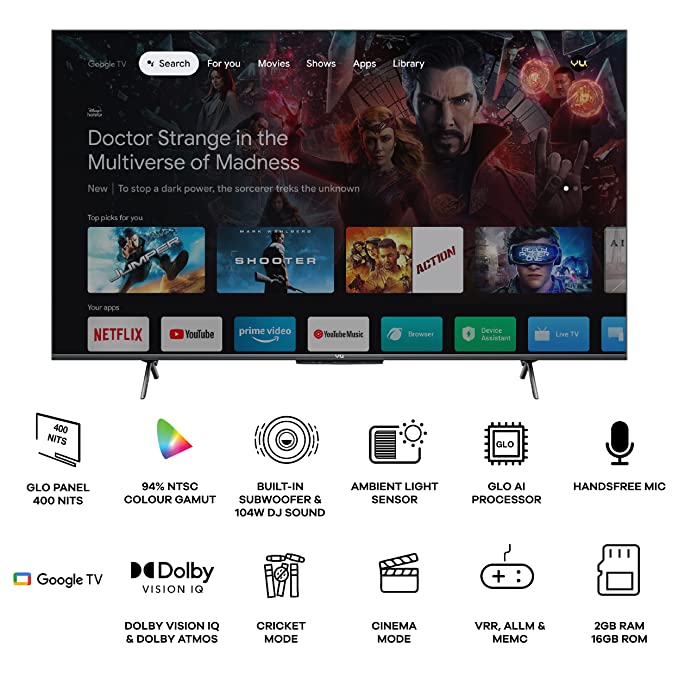 Google TV
Search
For you
Movies
Shows
Apps
Library
VU
Disney+
hotstar
Doctor Strange in the
Multiverse of Madness
New | To stop a dark power, the sorcerer treks the unknown
Top picks for you
JUMPER
MARK WAHLBERG
SHOOTER
ACTION
READY
PLAYER
ONE
AI
Your apps
NETFLIX
YouTube
prime video
YouTube Music
Browser
Device
Assistant
Live TV
VU
400
NITS
GLO
GLO PANEL
400 NITS
94% NTSC
COLOUR GAMUT
BUILT-IN
SUBWOOFER &
104W DJ SOUND
AMBIENT LIGHT
SENSOR
GLO AI
PROCESSOR
HANDSFREE MIC
Google TV
Dolby
VISION IQ
DOLBY VISION IQ
& DOLBY ATMOS
CRICKET
MODE
CINEMA
MODE
VRR, ALLM &
MEMC
2GB RAM
16GB ROM